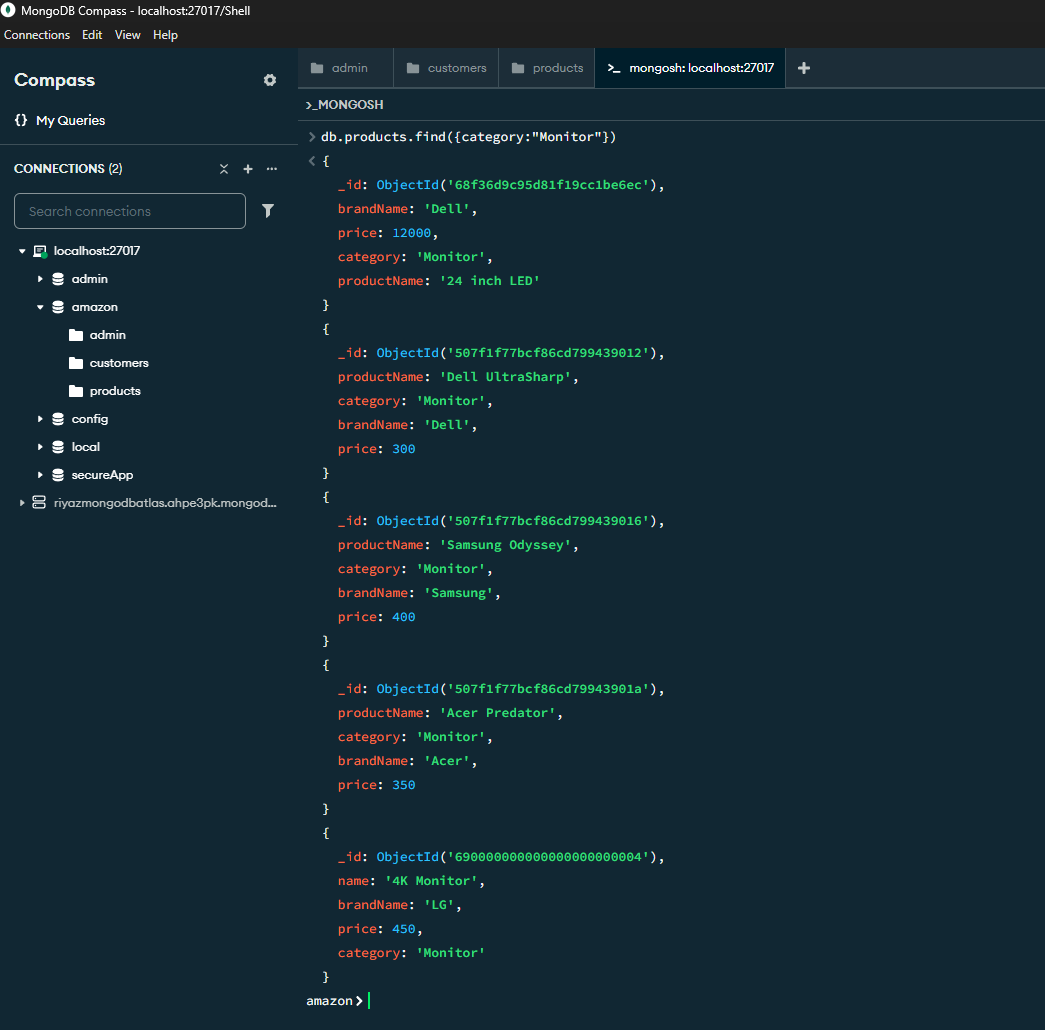 MongoDB Compass - localhost:27017/Shell
Connections Edit View Help
Compass
{} My Queries
CONNECTIONS (2)
Search connections
localhost:27017
admin
amazon
admin
customers
products
config
local
secureApp
riyazmongodbatlas.ahpe3pk.mongod...
admin customers products >_ mongosh: localhost:27017 +
>_MONGOSH
> db.products.find({category:"Monitor"})
< {
_id: ObjectId('68f36d9c95d81f19cc1be6ec'),
brandName: 'Dell',
price: 12000,
category: 'Monitor',
productName: '24 inch LED'
}
{
_id: ObjectId('507f1f77bcf86cd799439012'),
productName: 'Dell UltraSharp',
category: 'Monitor',
brandName: 'Dell',
price: 300
}
{
_id: ObjectId('507f1f77bcf86cd799439016'),
productName: 'Samsung Odyssey',
category: 'Monitor',
brandName: 'Samsung',
price: 400
}
{
_id: ObjectId('507f1f77bcf86cd79943901a'),
productName: 'Acer Predator',
category: 'Monitor',
brandName: 'Acer',
price: 350
}
{
_id: ObjectId('690000000000000000000004'),
name: '4K Monitor',
brandName: 'LG',
price: 450,
category: 'Monitor'
}
amazon>